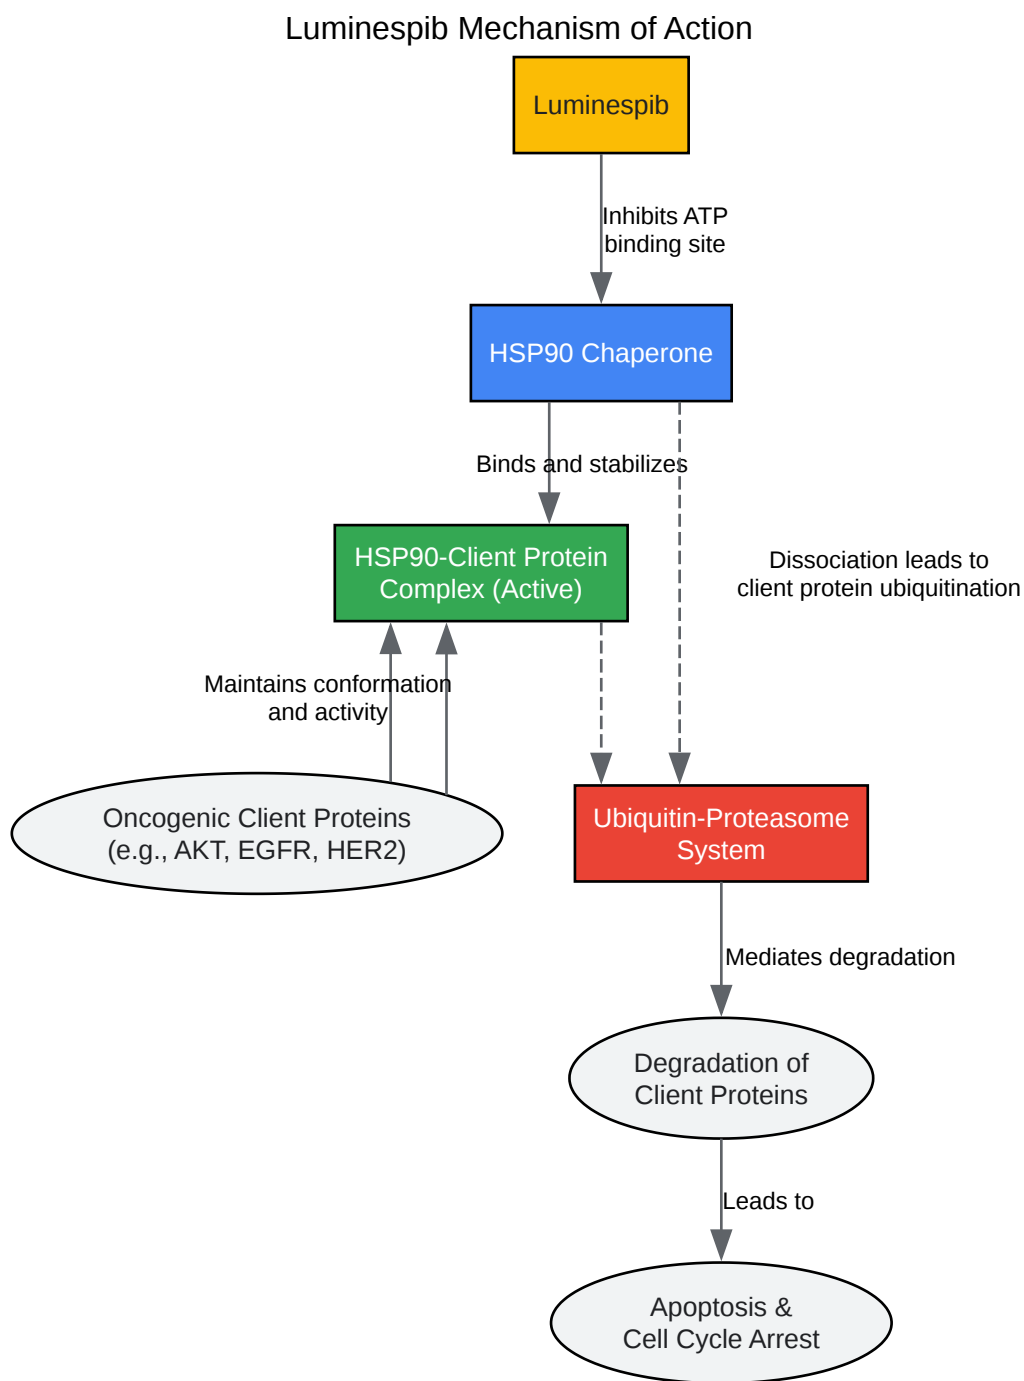 Luminespib Mechanism of Action
Luminespib
Inhibits ATP
binding site
HSP90 Chaperone
Binds and stabilizes
HSP90-Client Protein
Complex (Active)
Dissociation leads to
client protein ubiquitination
Maintains conformation
and activity
Oncogenic Client Proteins
(e.g., AKT, EGFR, HER2)
Ubiquitin-Proteasome
System
Mediates degradation
Degradation of
Client Proteins
Leads to
Apoptosis &
Cell Cycle Arrest